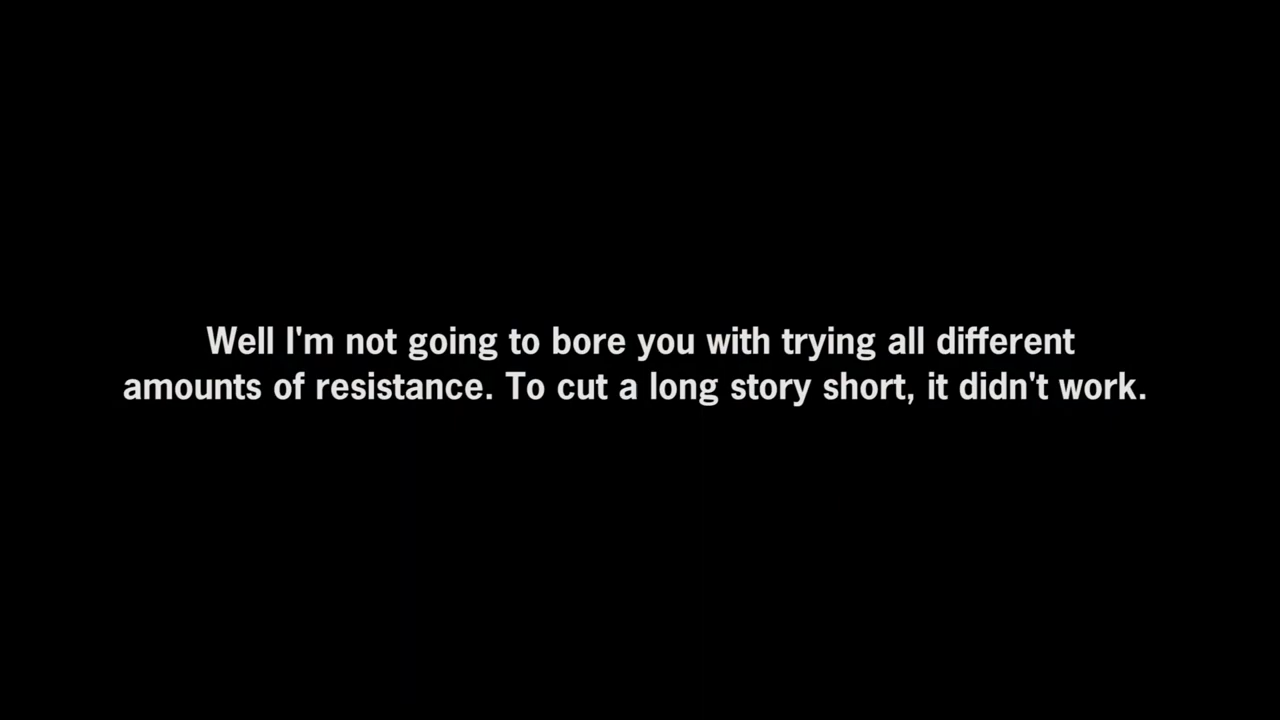 Well I'm not going to bore you with trying all different
amounts of resistance. To cut a long story short, it didn't work.